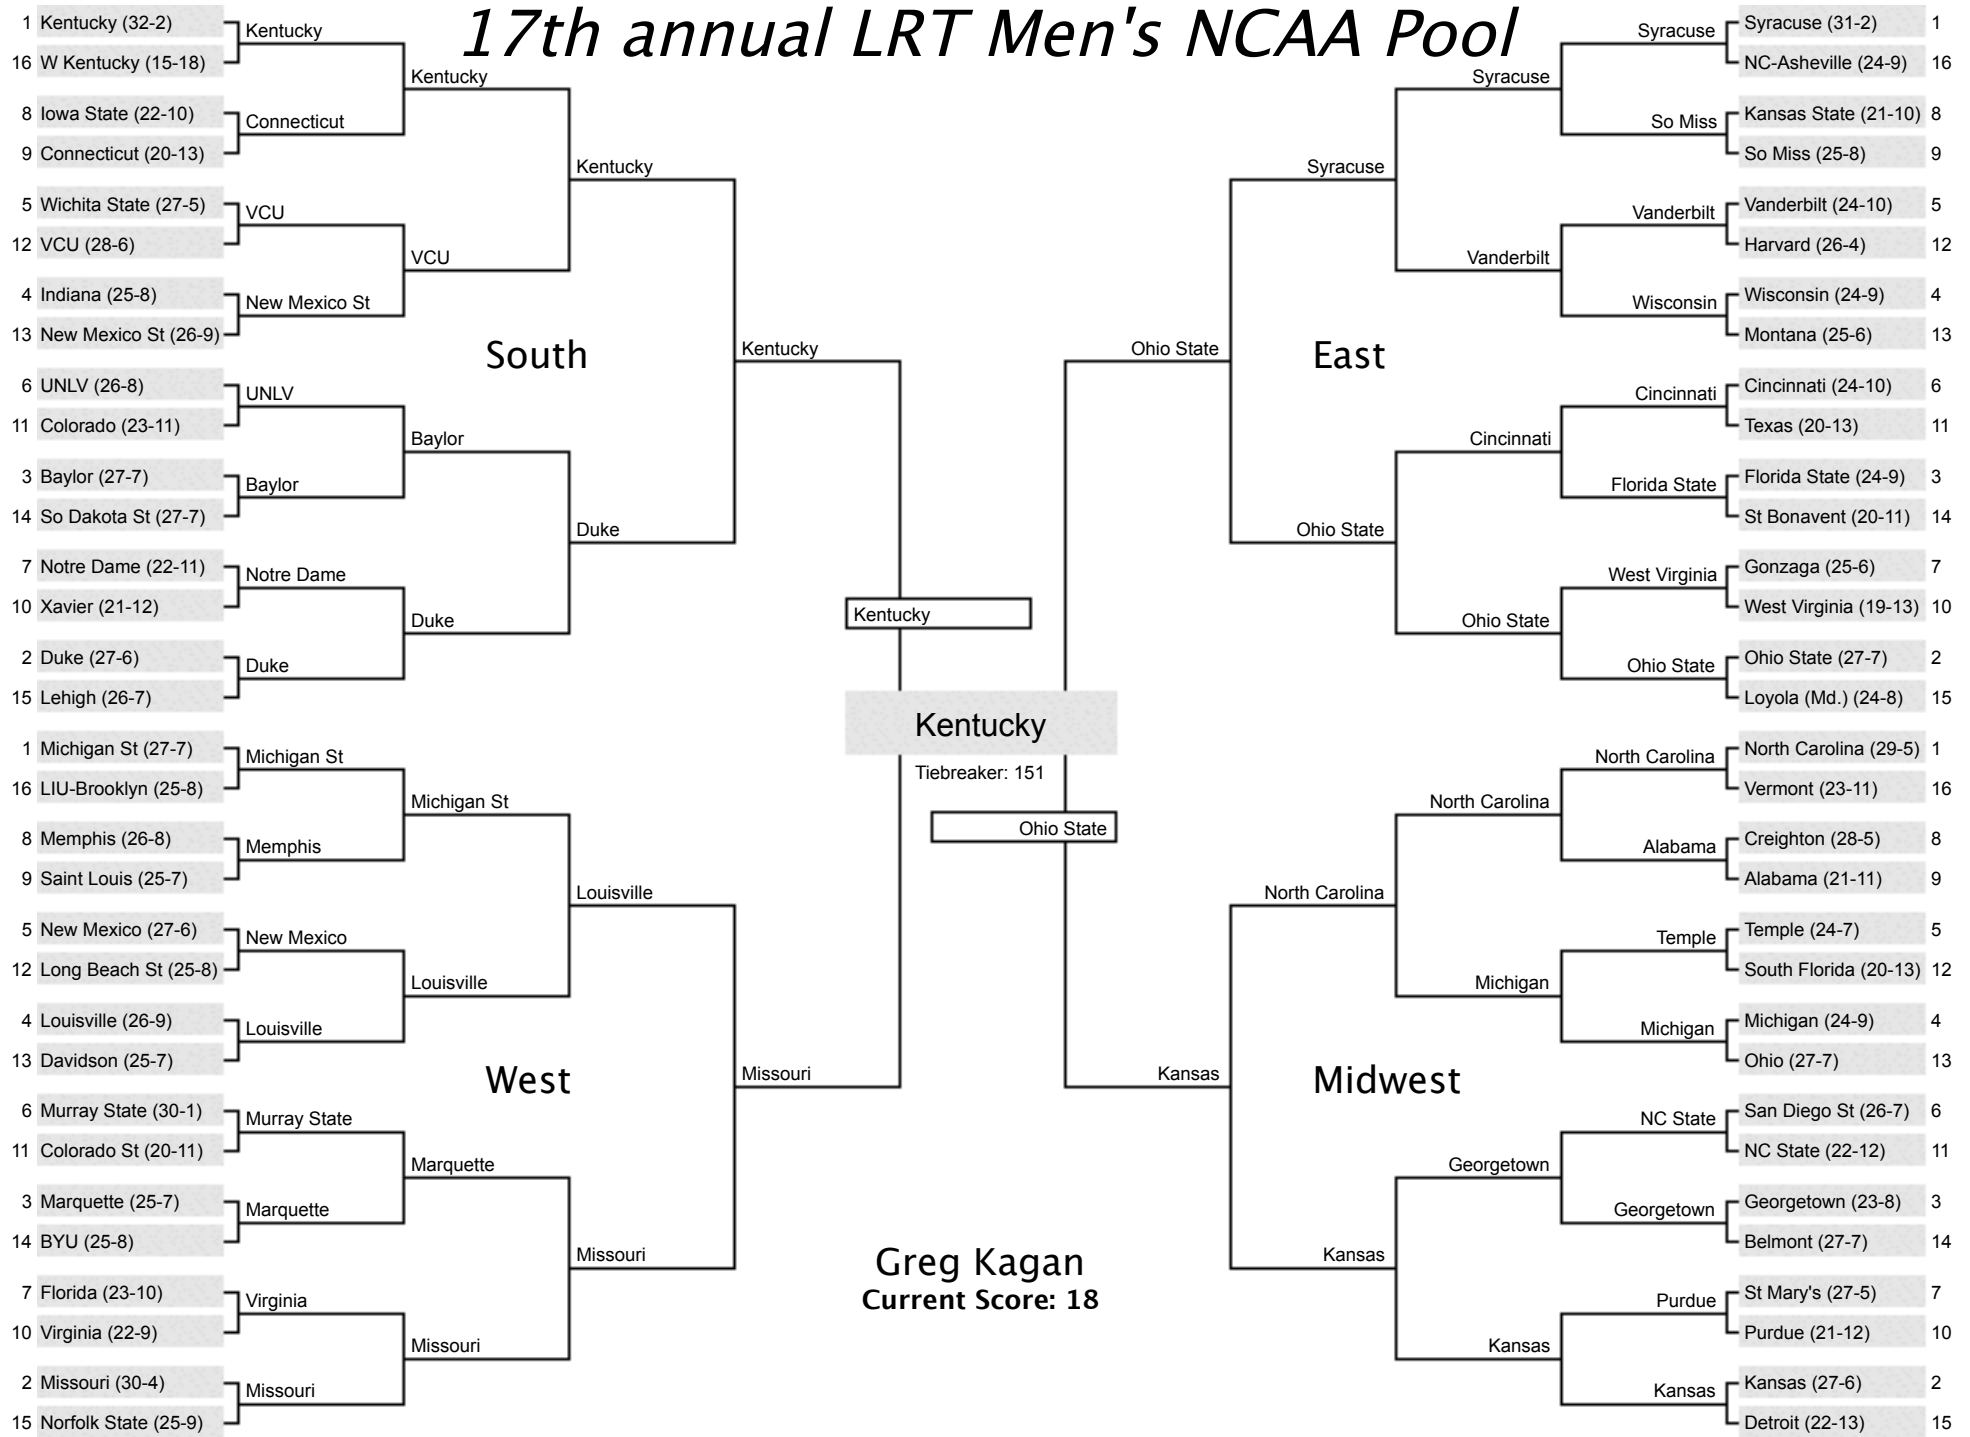 17th annual LRT Men's NCAA Pool
1 Kentucky (32-2)
16 W Kentucky (15-18)
8 Iowa State (22-10)
9 Connecticut (20-13)
5 Wichita State (27-5)
12 VCU (28-6)
4 Indiana (25-8)
13 New Mexico St (26-9)
6 UNLV (26-8)
11 Colorado (23-11)
3 Baylor (27-7)
14 So Dakota St (27-7)
7 Notre Dame (22-11)
10 Xavier (21-12)
2 Duke (27-6)
15 Lehigh (26-7)
Kentucky
Connecticut
VCU
New Mexico St
UNLV
Baylor
Notre Dame
Duke
Kentucky
VCU
Baylor
Duke
Kentucky
Duke
Kentucky
South
1 Michigan St (27-7)
16 LIU-Brooklyn (25-8)
8 Memphis (26-8)
9 Saint Louis (25-7)
5 New Mexico (27-6)
12 Long Beach St (25-8)
4 Louisville (26-9)
13 Davidson (25-7)
6 Murray State (30-1)
11 Colorado St (20-11)
3 Marquette (25-7)
14 BYU (25-8)
7 Florida (23-10)
10 Virginia (22-9)
2 Missouri (30-4)
15 Norfolk State (25-9)
Michigan St
Memphis
New Mexico
Louisville
Murray State
Marquette
Virginia
Missouri
Michigan St
Louisville
Marquette
Missouri
Louisville
Missouri
Missouri
West
Kentucky
Kentucky
Tiebreaker: 151
Ohio State
Greg Kagan
Current Score: 18
Syracuse (31-2) 1
NC-Asheville (24-9) 16
Kansas State (21-10) 8
So Miss (25-8) 9
Vanderbilt (24-10) 5
Harvard (26-4) 12
Wisconsin (24-9) 4
Montana (25-6) 13
Cincinnati (24-10) 6
Texas (20-13) 11
Florida State (24-9) 3
St Bonavent (20-11) 14
Gonzaga (25-6) 7
West Virginia (19-13) 10
Ohio State (27-7) 2
Loyola (Md.) (24-8) 15
Syracuse
So Miss
Vanderbilt
Wisconsin
Cincinnati
Florida State
West Virginia
Ohio State
Syracuse
Vanderbilt
Cincinnati
Ohio State
Syracuse
Ohio State
Ohio State
East
North Carolina (29-5) 1
Vermont (23-11) 16
Creighton (28-5) 8
Alabama (21-11) 9
Temple (24-7) 5
South Florida (20-13) 12
Michigan (24-9) 4
Ohio (27-7) 13
San Diego St (26-7) 6
NC State (22-12) 11
Georgetown (23-8) 3
Belmont (27-7) 14
St Mary's (27-5) 7
Purdue (21-12) 10
Kansas (27-6) 2
Detroit (22-13) 15
North Carolina
Alabama
Temple
Michigan
NC State
Georgetown
Purdue
Kansas
North Carolina
Michigan
Georgetown
Kansas
North Carolina
Kansas
Kansas
Midwest